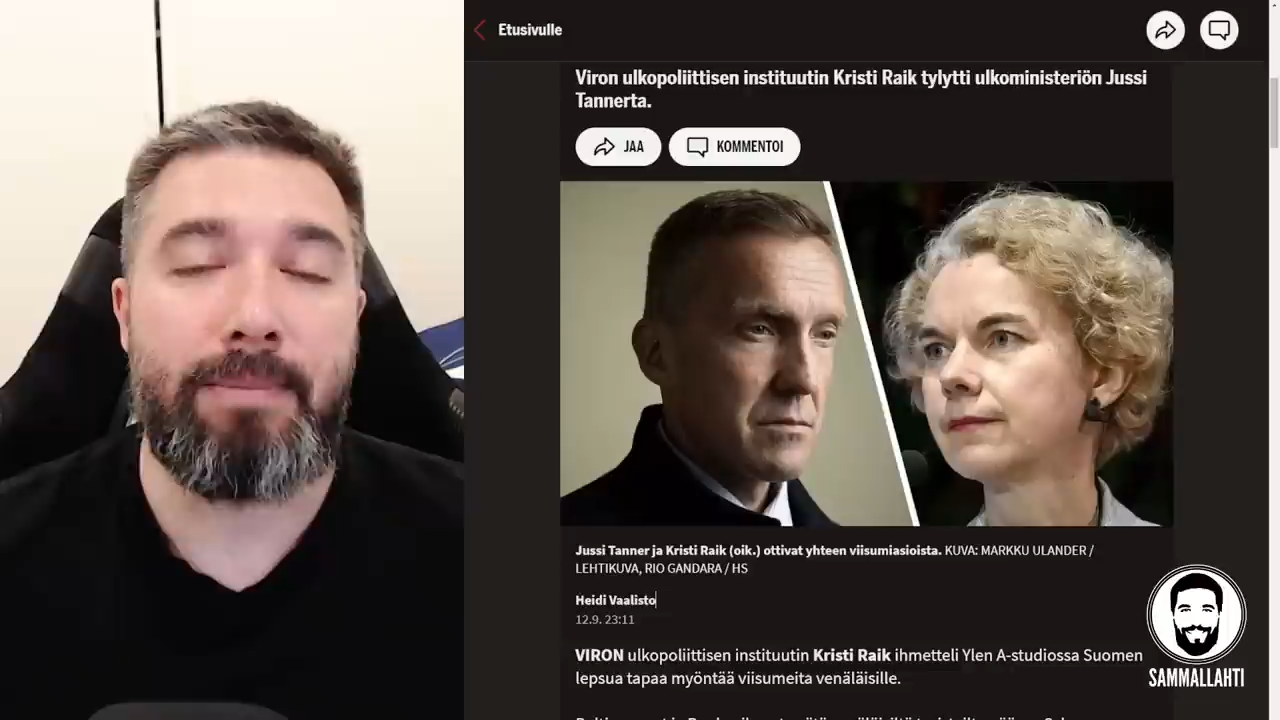 Etusivulle
Viron ulkopoliittisen instituutin Kristi Raik tylytti ulkoministeriön Jussi
Tannerta.
JAA
KOMMENTOI
Jussi Tanner ja Kristi Raik (oik.) ottivat yhteen viisumiasioista. KUVA: MARKKU ULANDER /
LEHTIKUVA, RIO GANDARA / HS
Heidi Vaalisto
12.9. 23:11
VIRON ulkopoliittisen instituutin Kristi Raik ihmetteli Ylen A-studiossa Suomen
lepsua tapaa myöntää viisumeita venäläisille.
SAMMALLAHTI